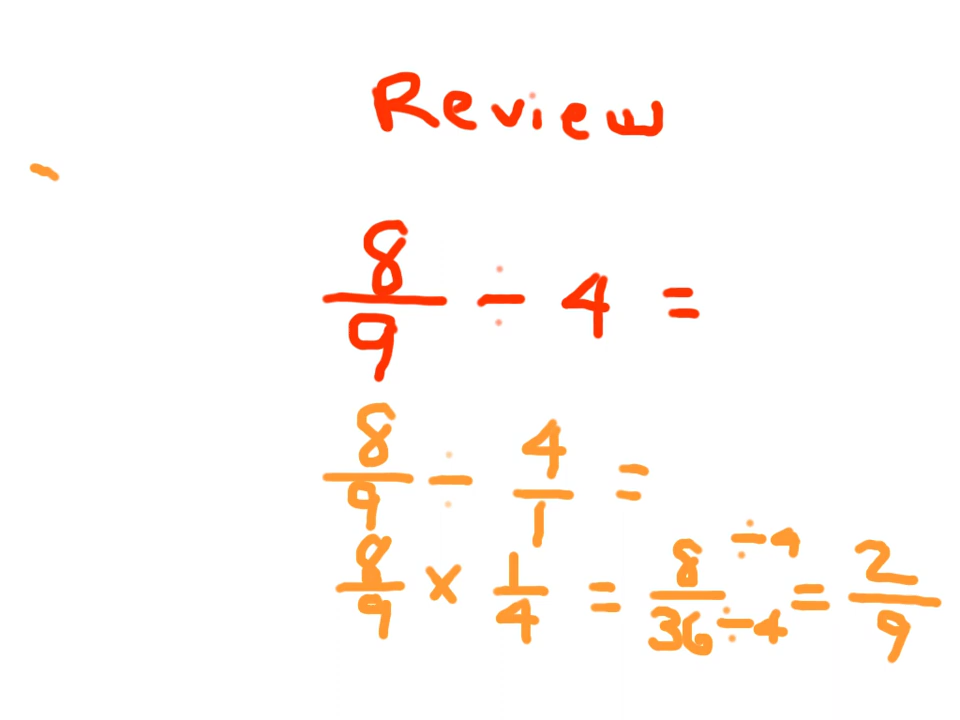 Review
8/9 ÷ 4 =
8/9 ÷ 4/1 =
8/9 × 1/4 = 8/36 ÷4/÷4 = 2/9